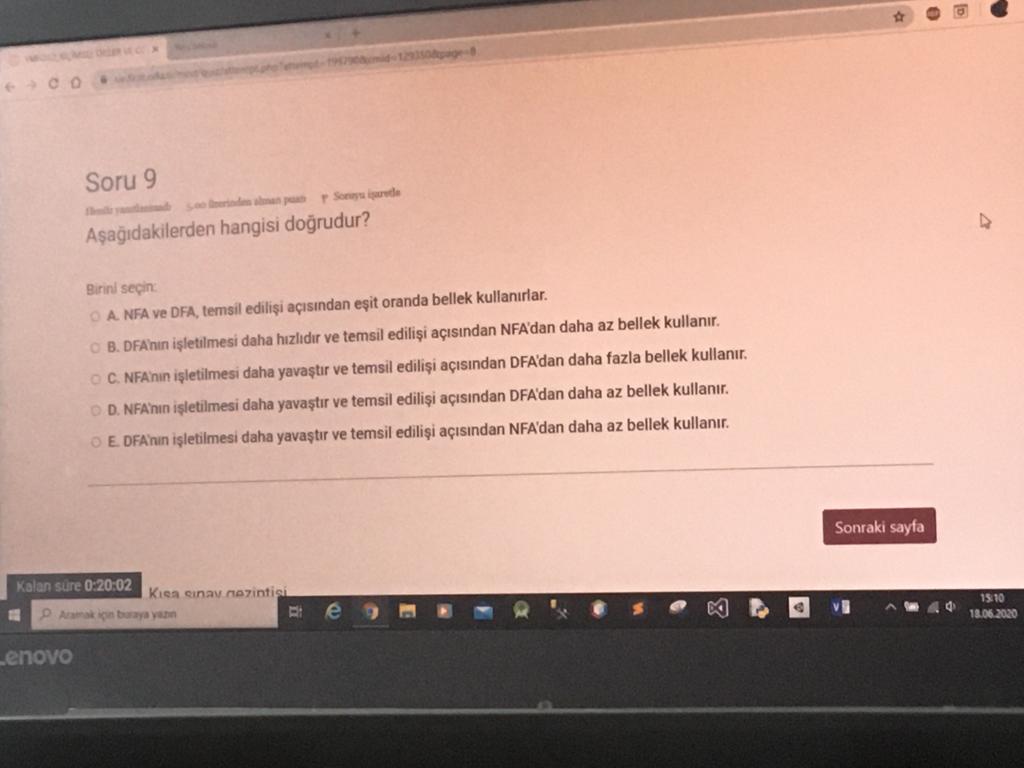 Soru 9
Henüz yanıtlanmadı 5,00 üzerinden alınan puan Soruyu işaretle
Aşağıdakilerden hangisi doğrudur?
Birini seçin:
A. NFA ve DFA, temsil edilişi açısından eşit oranda bellek kullanırlar.
B. DFA'nın işletilmesi daha hızlıdır ve temsil edilişi açısından NFA'dan daha az bellek kullanır.
C. NFA'nın işletilmesi daha yavaştır ve temsil edilişi açısından DFA'dan daha fazla bellek kullanır.
D. NFA'nın işletilmesi daha yavaştır ve temsil edilişi açısından DFA'dan daha az bellek kullanır.
E. DFA'nın işletilmesi daha yavaştır ve temsil edilişi açısından NFA'dan daha az bellek kullanır.
Sonraki sayfa
Kalan süre 0:20:02
Kısa sınav gezintisi
Aramak için buraya yazın
15:10
18.06.2020
Lenovo